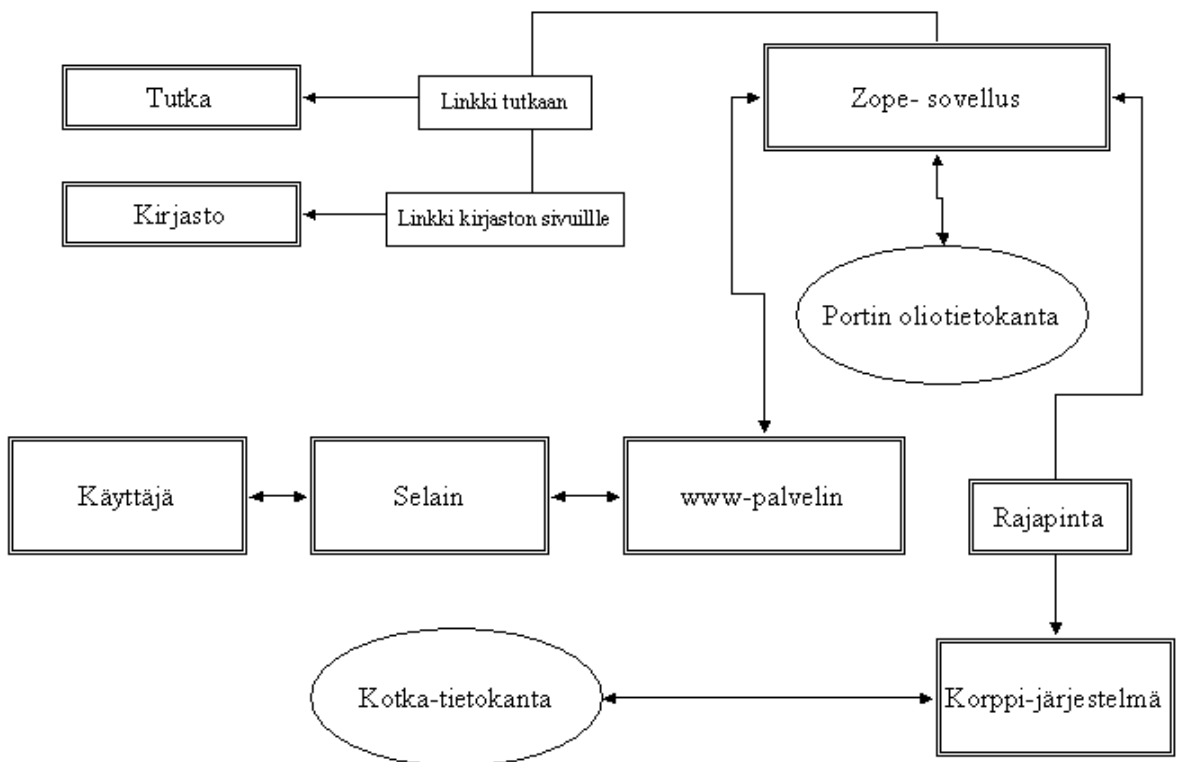 Tutka
Linkki tutkaan
Zope- sovellus
Kirjasto
Linkki kirjaston sivuillle
Portin oliotietokanta
Käyttäjä
Selain
www-palvelin
Rajapinta
Kotka-tietokanta
Korppi-järjestelmä